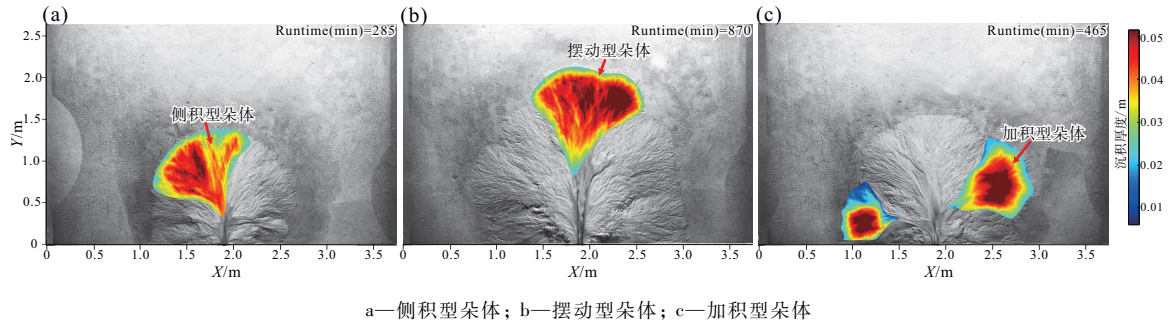 (a)
Runtime(min)=285
侧积型朵体
2.5
2.0
1.5
1.0
0.5
0
Y/m
0 0.5 1.0 1.5 2.0 2.5 3.0 3.5
X/m
(b)
Runtime(min)=870
摆动型朵体
0 0.5 1.0 1.5 2.0 2.5 3.0 3.5
X/m
(c)
Runtime(min)=465
加积型朵体
0 0.5 1.0 1.5 2.0 2.5 3.0 3.5
X/m
0.05
0.04
0.03
0.02
0.01
沉积厚度/m
a—侧积型朵体；b—摆动型朵体；c—加积型朵体